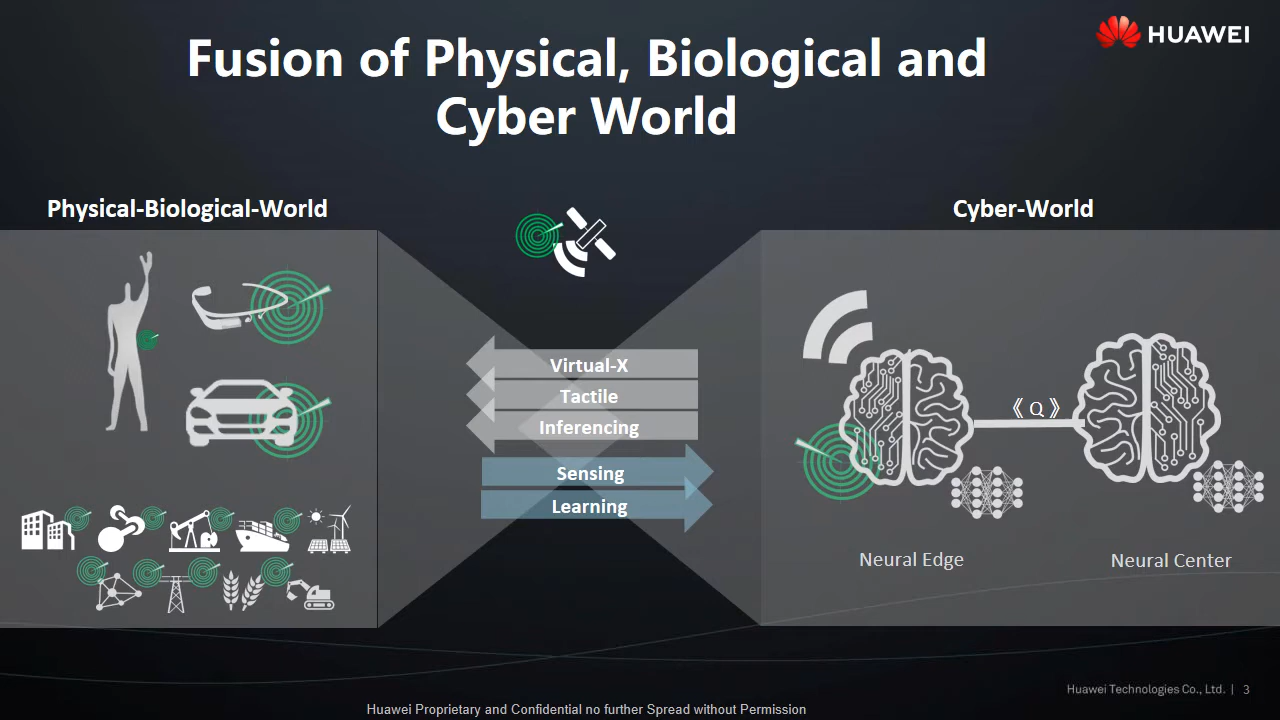 HUAWEI
Fusion of Physical, Biological and
Cyber World
Physical-Biological-World
Cyber-World
Virtual-X
Tactile
Inferencing
Sensing
Learning
《 Q 》
Neural Edge
Neural Center
Huawei Technologies Co., Ltd. | 3
Huawei Proprietary and Confidential no further Spread without Permission